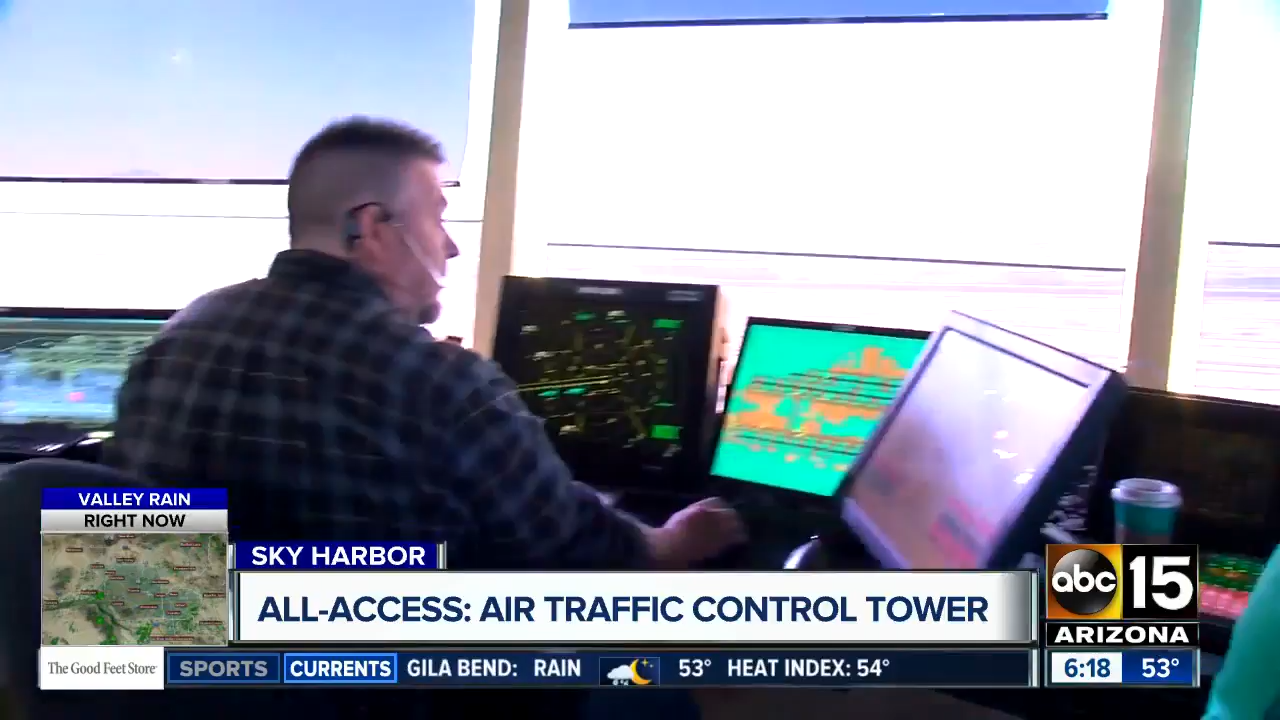 VALLEY RAIN
RIGHT NOW
SKY HARBOR
ALL-ACCESS: AIR TRAFFIC CONTROL TOWER
abc 15
ARIZONA
The Good Feet Store
SPORTS CURRENTS GILA BEND: RAIN 53° HEAT INDEX: 54°
6:18 53°